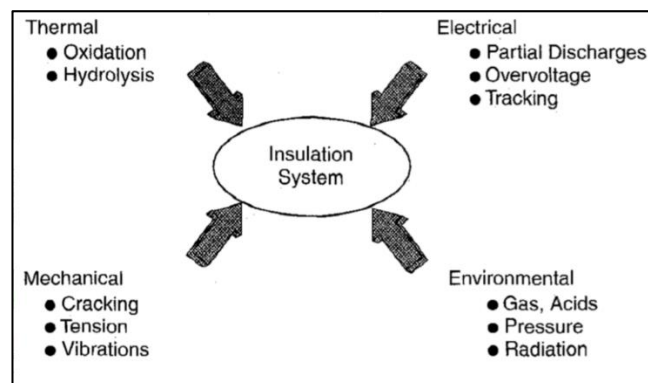 Thermal
● Oxidation
● Hydrolysis
Electrical
● Partial Discharges
● Overvoltage
● Tracking
Insulation
System
Mechanical
● Cracking
● Tension
● Vibrations
Environmental
● Gas, Acids
● Pressure
● Radiation